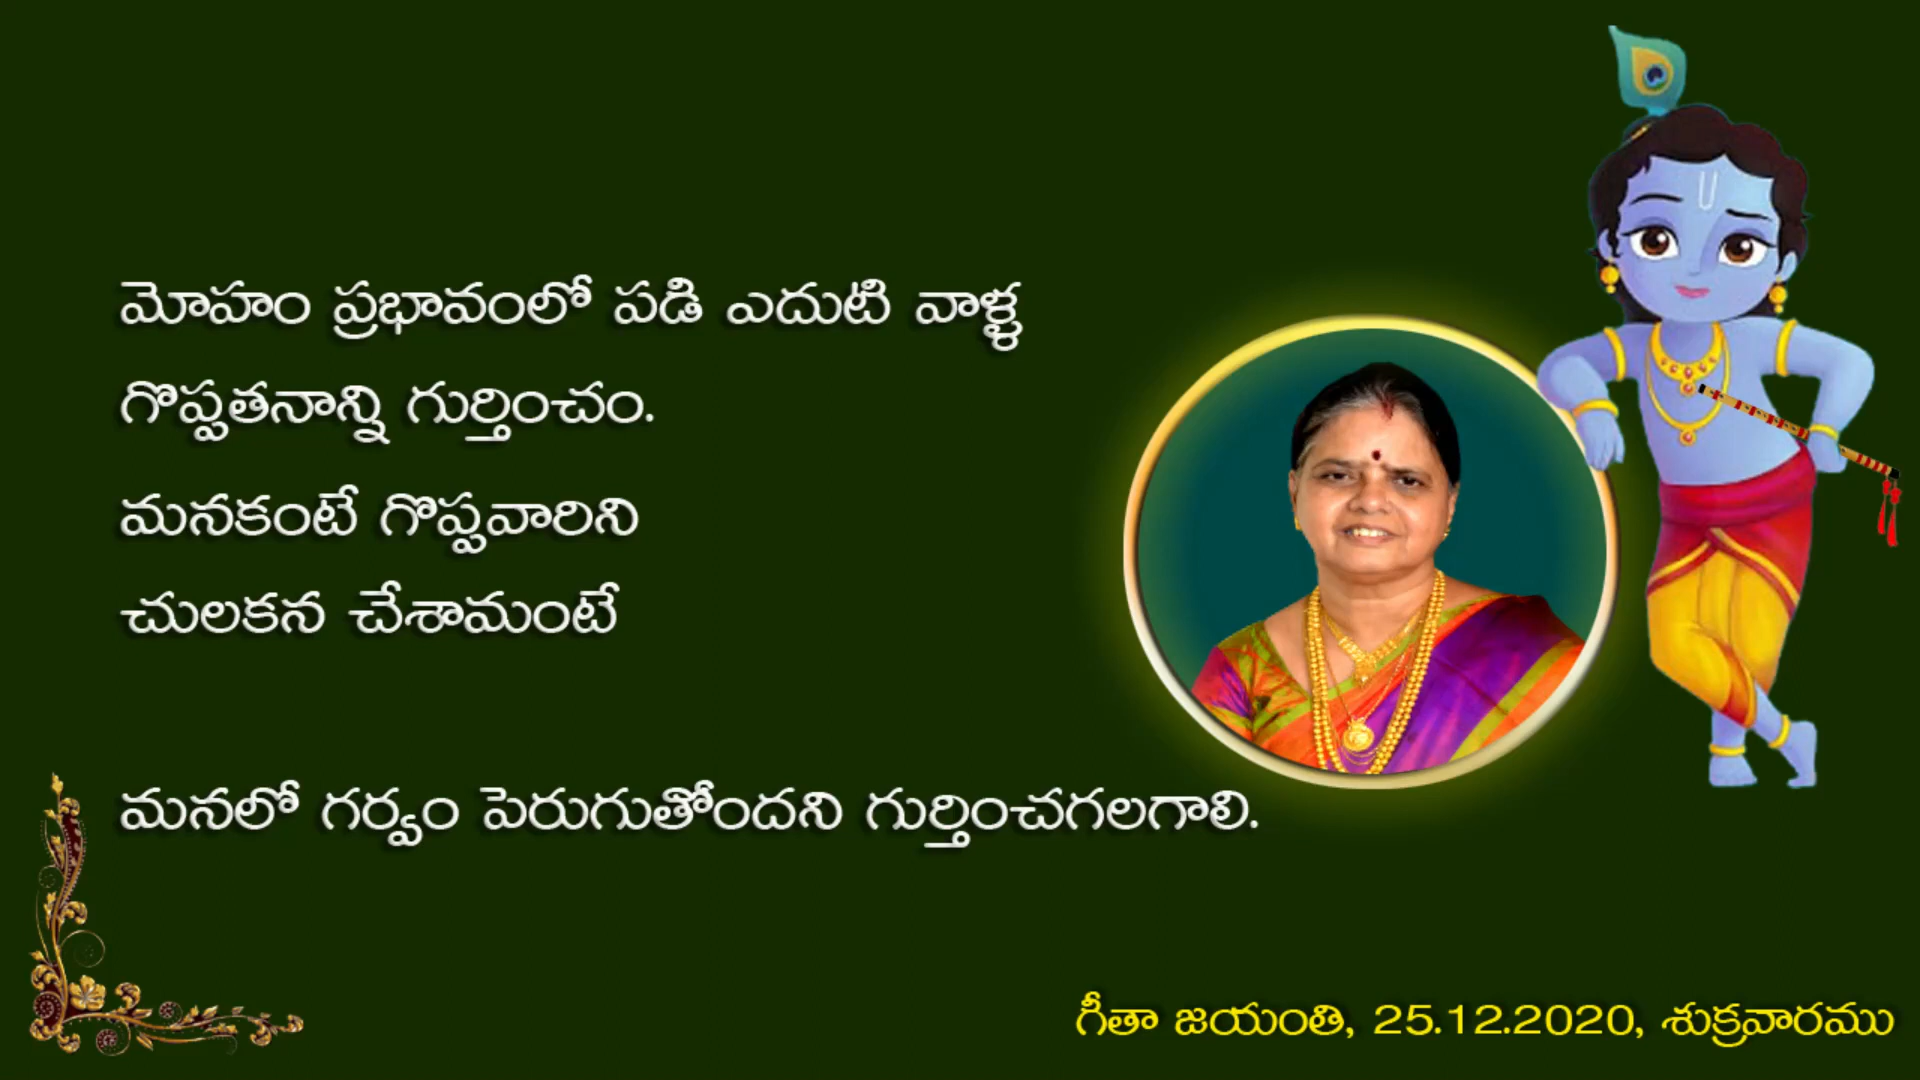 మోహం ప్రభావంలో పడి ఎదుటి వాళ్ళ
గొప్పతనాన్ని గుర్తించం.
మనకంటే గొప్పవారిని
చులకన చేశామంటే
మనలో గర్వం పెరుగుతోందని గుర్తించగలగాలి.
గీతా జయంతి, 25.12.2020, శుక్రవారము